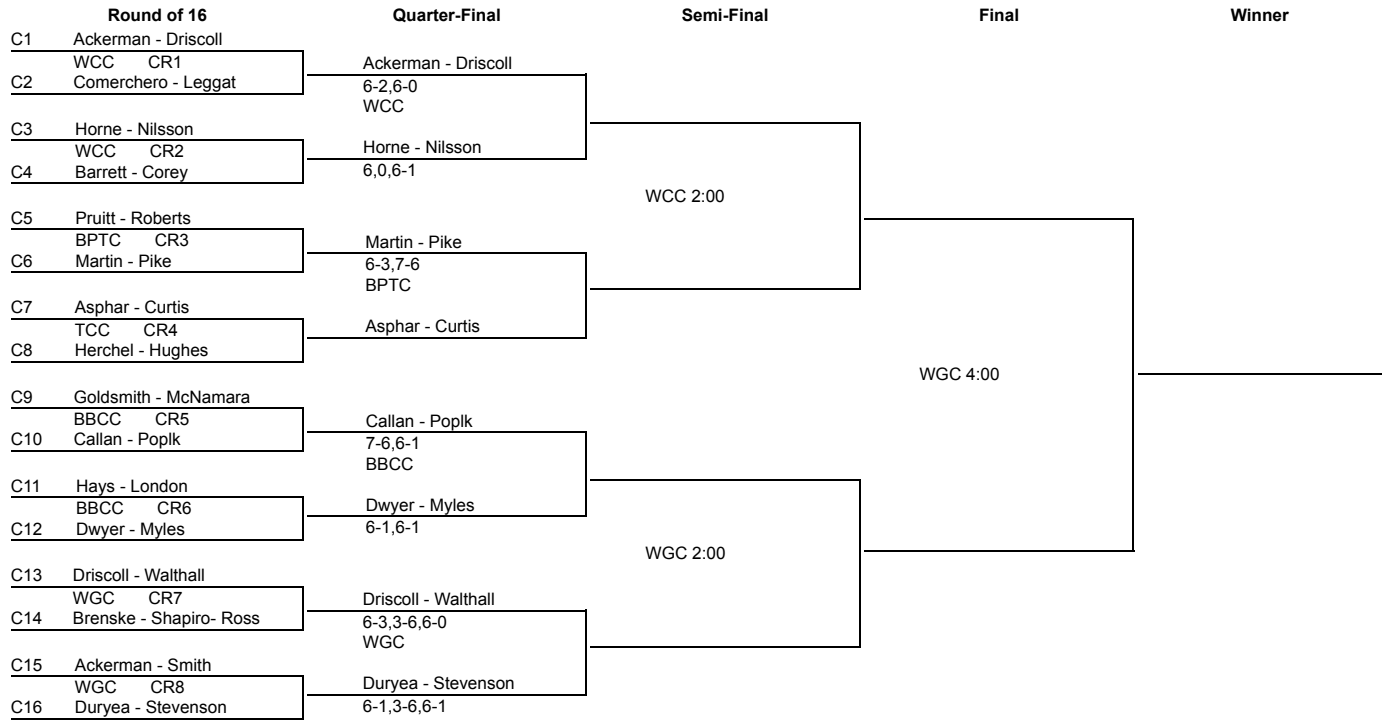 Round of 16 Quarter-Final Semi-Final Final Winner
C1 Ackerman - Driscoll
WCC CR1
C2 Comerchero - Leggat
Ackerman - Driscoll
6-2,6-0
WCC
C3 Horne - Nilsson
WCC CR2
C4 Barrett - Corey
Horne - Nilsson
6,0,6-1
WCC 2:00
C5 Pruitt - Roberts
BPTC CR3
C6 Martin - Pike
Martin - Pike
6-3,7-6
BPTC
C7 Asphar - Curtis
TCC CR4
C8 Herchel - Hughes
Asphar - Curtis
WGC 4:00
C9 Goldsmith - McNamara
BBCC CR5
C10 Callan - Poplk
Callan - Poplk
7-6,6-1
BBCC
C11 Hays - London
BBCC CR6
C12 Dwyer - Myles
Dwyer - Myles
6-1,6-1
WGC 2:00
C13 Driscoll - Walthall
WGC CR7
C14 Brenske - Shapiro- Ross
Driscoll - Walthall
6-3,3-6,6-0
WGC
C15 Ackerman - Smith
WGC CR8
C16 Duryea - Stevenson
Duryea - Stevenson
6-1,3-6,6-1